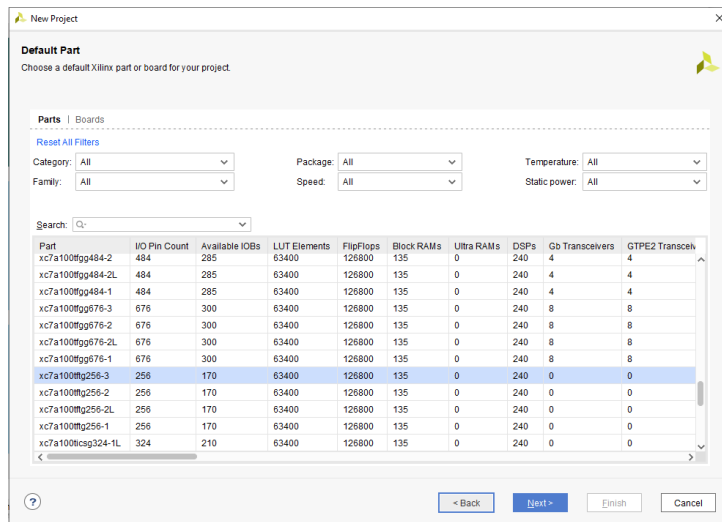 New Project
Default Part
Choose a default Xilinx part or board for your project.
Parts | Boards
Reset All Filters
Category: All Package: All Temperature: All
Family: All Speed: All Static power: All
Search: Q-
Part I/O Pin Count Available IOBs LUT Elements FlipFlops Block RAMs Ultra RAMs DSPs Gb Transceivers GTPE2 Transceiv
xc7a100tfgg484-2 484 285 63400 126800 135 0 240 4 4
xc7a100tfgg484-2L 484 285 63400 126800 135 0 240 4 4
xc7a100tfgg484-1 484 285 63400 126800 135 0 240 4 4
xc7a100tfgg676-3 676 300 63400 126800 135 0 240 8 8
xc7a100tfgg676-2 676 300 63400 126800 135 0 240 8 8
xc7a100tfgg676-2L 676 300 63400 126800 135 0 240 8 8
xc7a100tfgg676-1 676 300 63400 126800 135 0 240 8 8
xc7a100tftg256-3 256 170 63400 126800 135 0 240 0 0
xc7a100tftg256-2 256 170 63400 126800 135 0 240 0 0
xc7a100tftg256-2L 256 170 63400 126800 135 0 240 0 0
xc7a100tftg256-1 256 170 63400 126800 135 0 240 0 0
xc7a100ticsg324-1L 324 210 63400 126800 135 0 240 0 0
? < Back Next > Finish Cancel